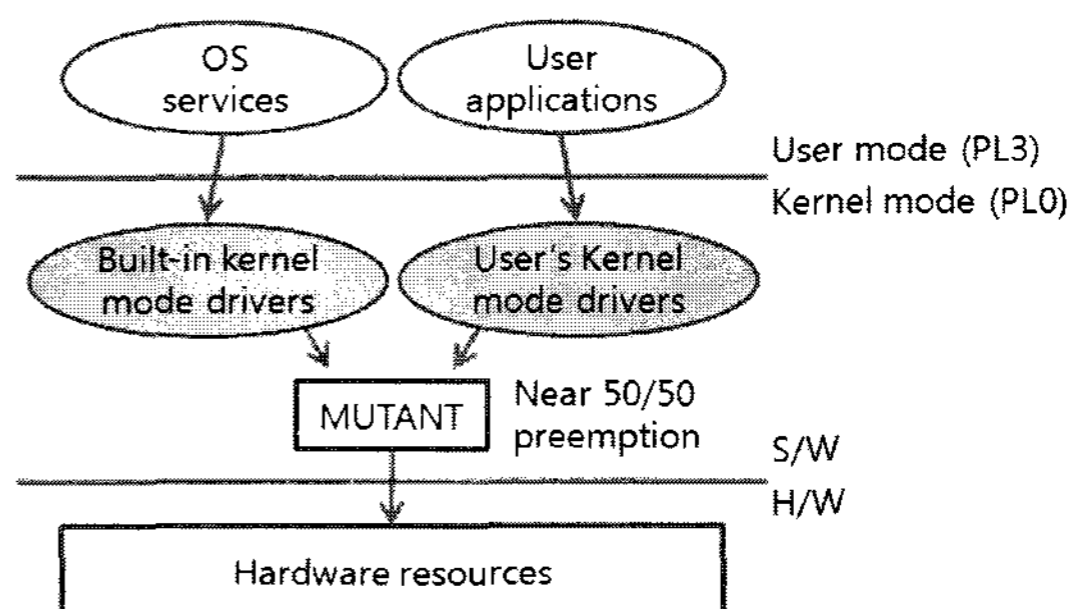 OS
services
User
applications
User mode (PL3)
Kernel mode (PL0)
Built-in kernel
mode drivers
User's Kernel
mode drivers
MUTANT
Near 50/50
preemption
S/W
H/W
Hardware resources